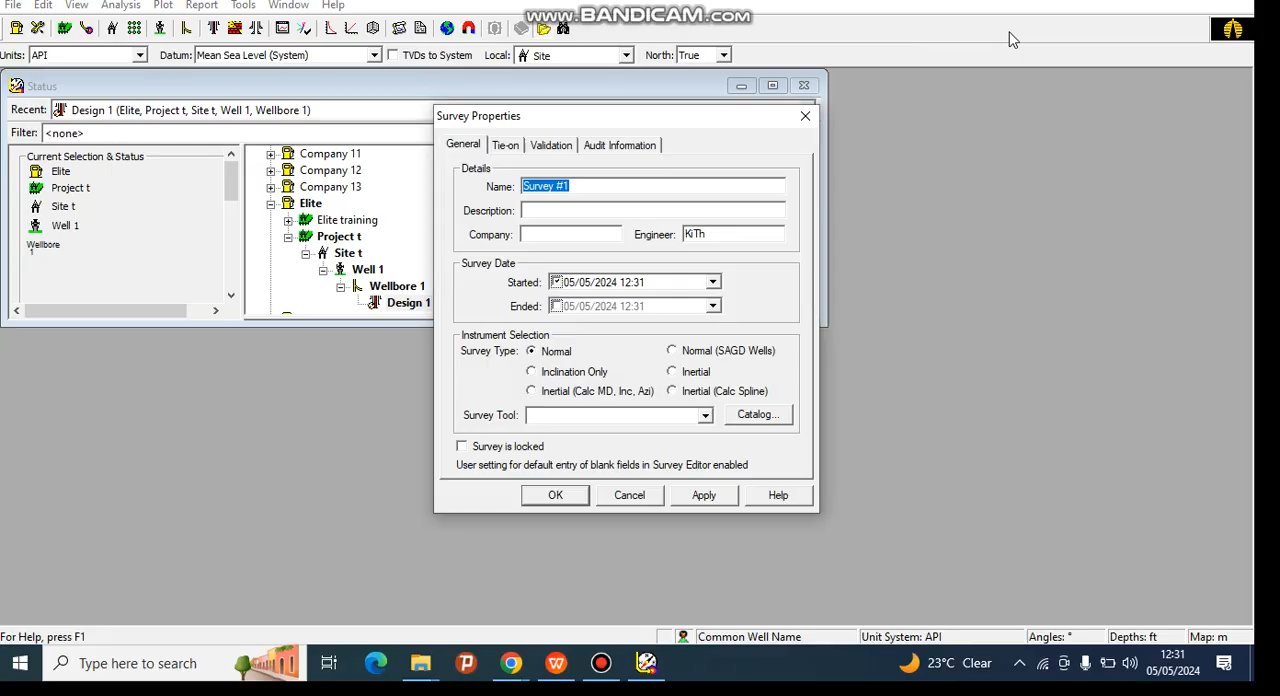 File Edit View Analysis Plot Report Tools Window Help
www.BANDICAM.com
Units: API Datum: Mean Sea Level (System) TVDs to System Local: Site North: True
Status
Recent: Design 1 (Elite, Project t, Site t, Well 1, Wellbore 1)
Filter: <none>
Current Selection & Status
Elite
Project t
Site t
Well 1
Wellbore
1
Company 11
Company 12
Company 13
Elite
Elite training
Project t
Site t
Well 1
Wellbore 1
Design 1
Survey Properties
General Tie-on Validation Audit Information
Details
Name: Survey #1
Description:
Company: Engineer: KiTh
Survey Date
Started: 05/05/2024 12:31
Ended: 05/05/2024 12:31
Instrument Selection
Survey Type: Normal Normal (SAGD Wells)
Inclination Only Inertial
Inertial (Calc MD, Inc, Azi) Inertial (Calc Spline)
Survey Tool: Catalog...
Survey is locked
User setting for default entry of blank fields in Survey Editor enabled
OK Cancel Apply Help
For Help, press F1 Common Well Name Unit System: API Angles: ° Depths: ft Map: m
Type here to search 23°C Clear 12:31
05/05/2024